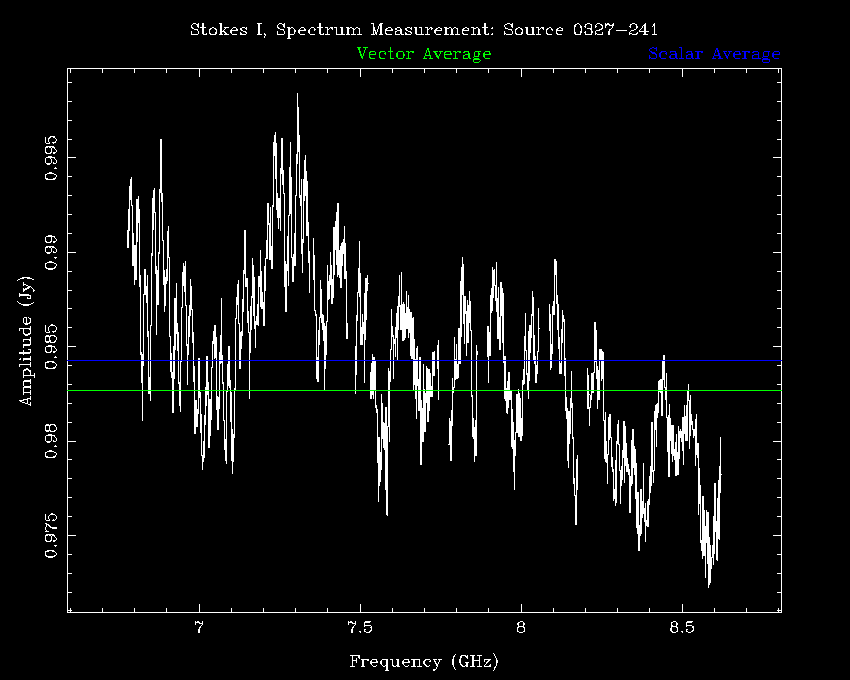 Stokes I, Spectrum Measurement: Source 0327-241
Vector Average Scalar Average
0.995
0.99
0.985
0.98
0.975
Amplitude (Jy)
7 7.5 8 8.5
Frequency (GHz)